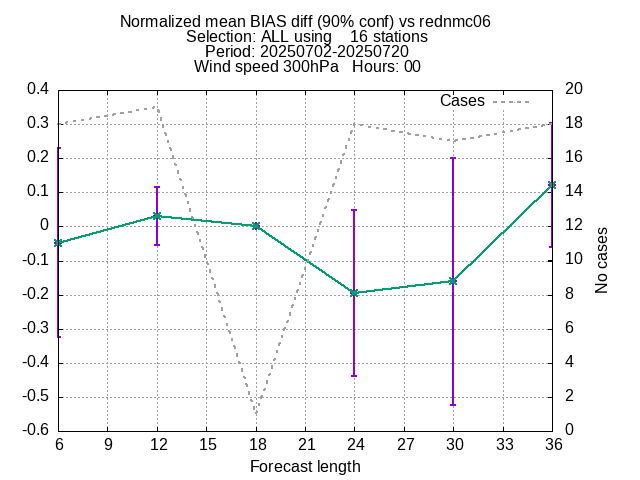 Normalized mean BIAS diff (90% conf) vs rednmc06
Selection: ALL using    16 stations
Period: 20250702-20250720
Wind speed 300hPa   Hours: 00
Cases
0.4
0.3
0.2
0.1
0
-0.1
-0.2
-0.3
-0.4
-0.5
-0.6
20
18
16
14
12
10
8
6
4
2
0
No cases
6 9 12 15 18 21 24 27 30 33 36
Forecast length